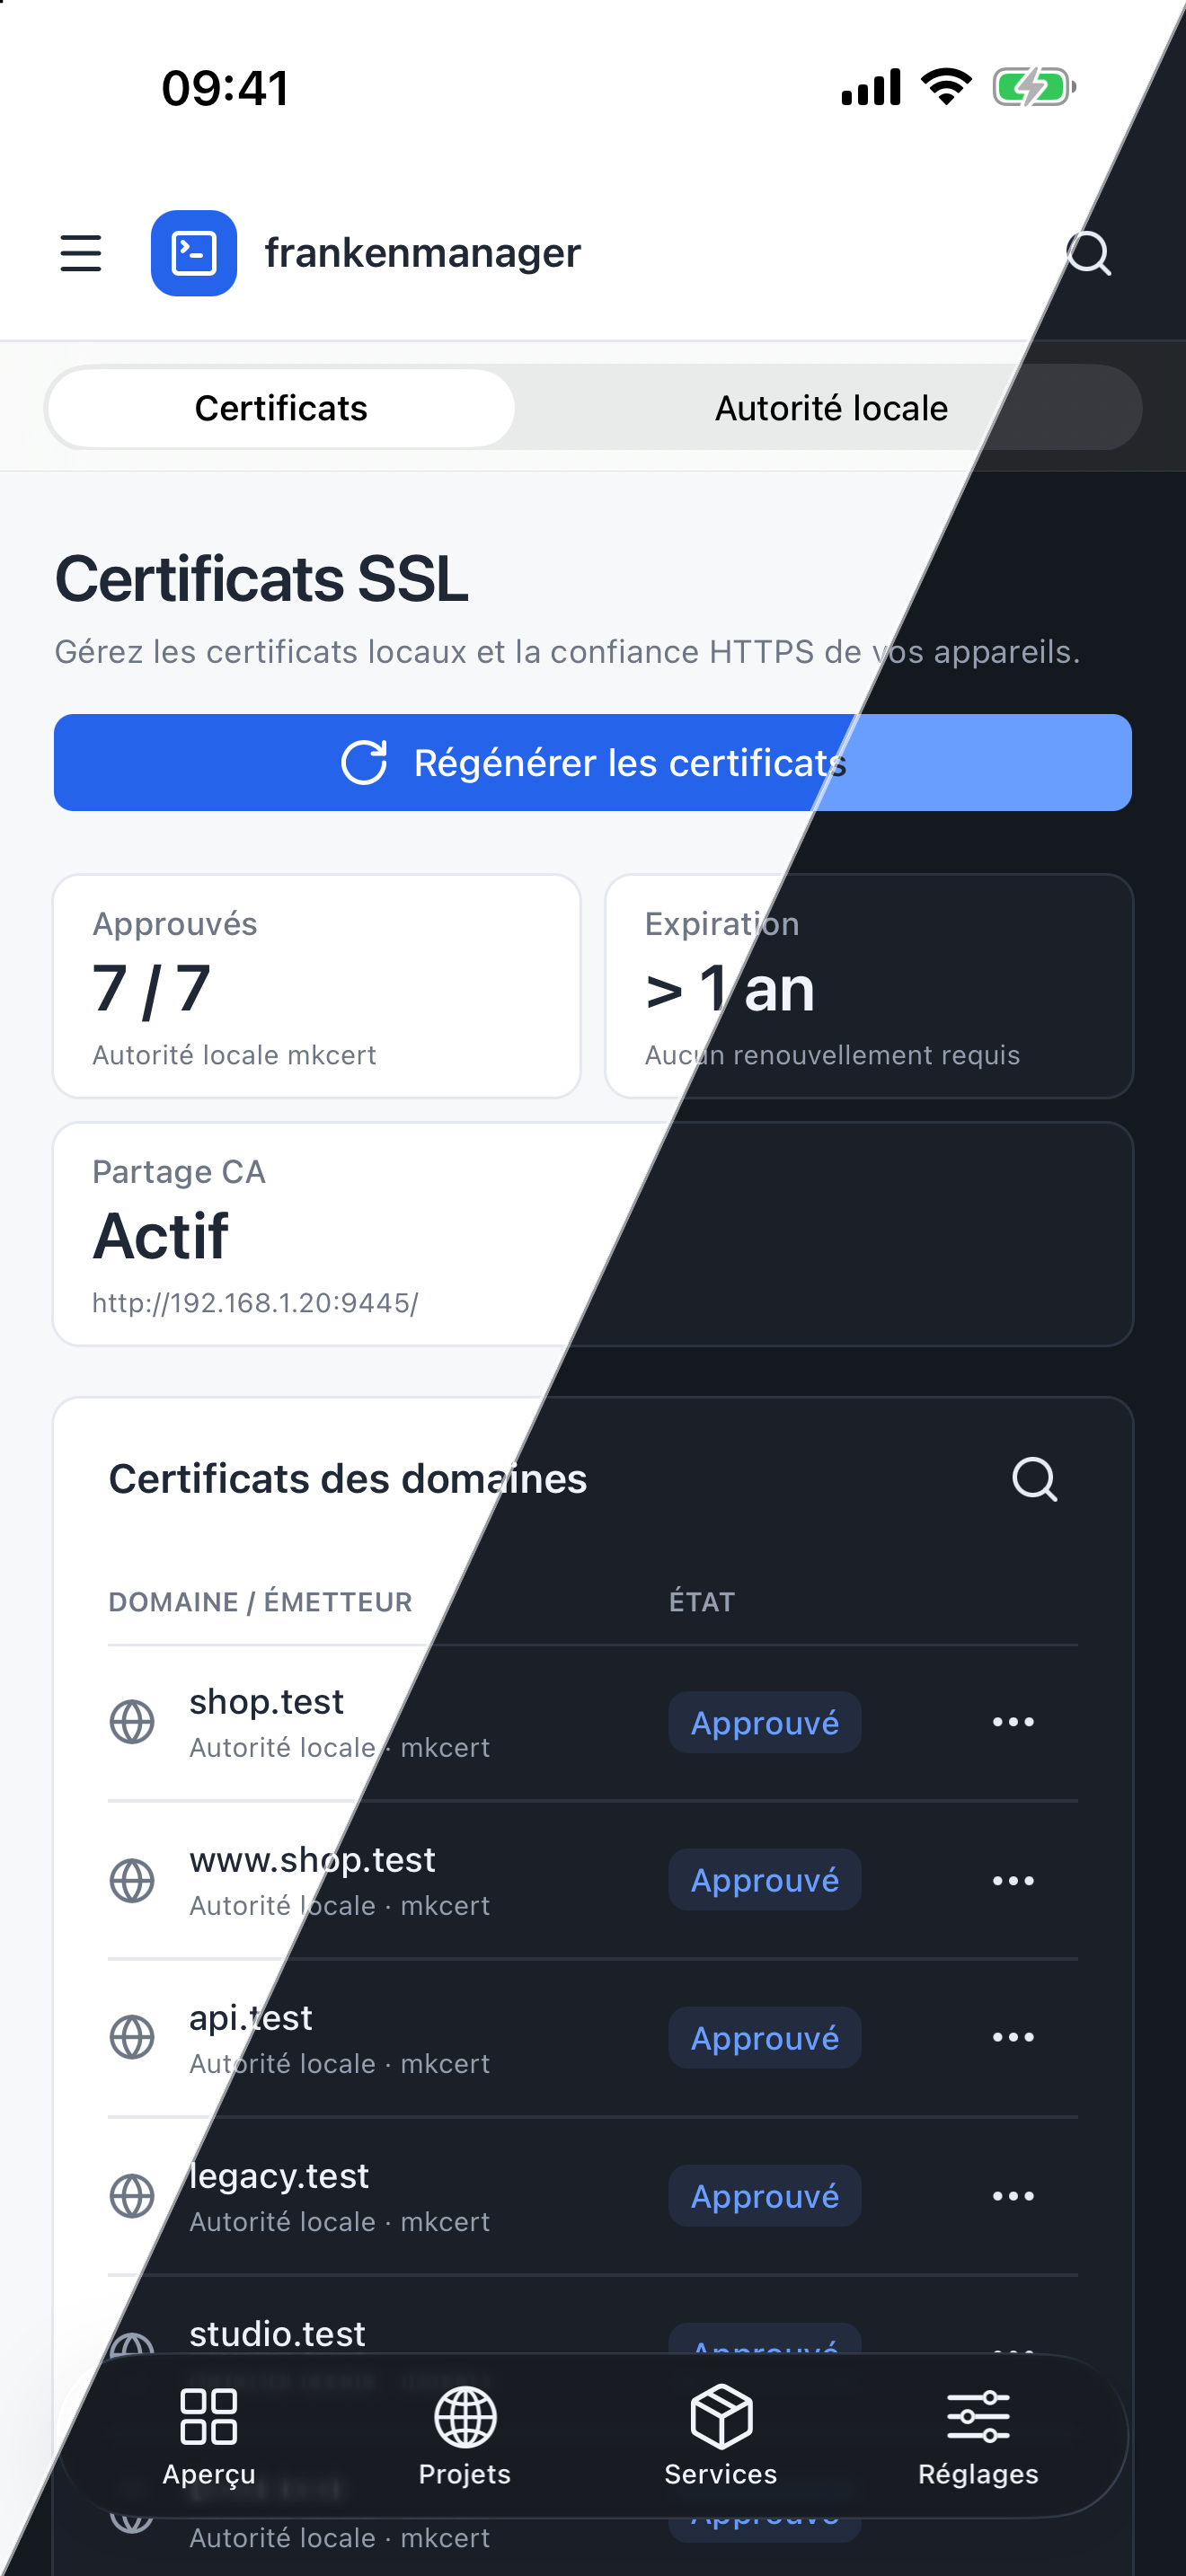 09:41
frankenmanager
Certificats
Autorité locale
Certificats SSL
Gérez les certificats locaux et la confiance HTTPS de vos appareils.
Régénérer les certificats
Approuvés
7 / 7
Autorité locale mkcert
Expiration
> 1 an
Aucun renouvellement requis
Partage CA
Actif
http://192.168.1.20:9445/
Certificats des domaines
DOMAINE / ÉMETTEUR
ÉTAT
shop.test
Autorité locale · mkcert
Approuvé
www.shop.test
Autorité locale · mkcert
Approuvé
api.test
Autorité locale · mkcert
Approuvé
legacy.test
Autorité locale · mkcert
Approuvé
studio.test
Approuvé
Aperçu
Projets
Services
Réglages
Autorité locale · mkcert
Approuvé